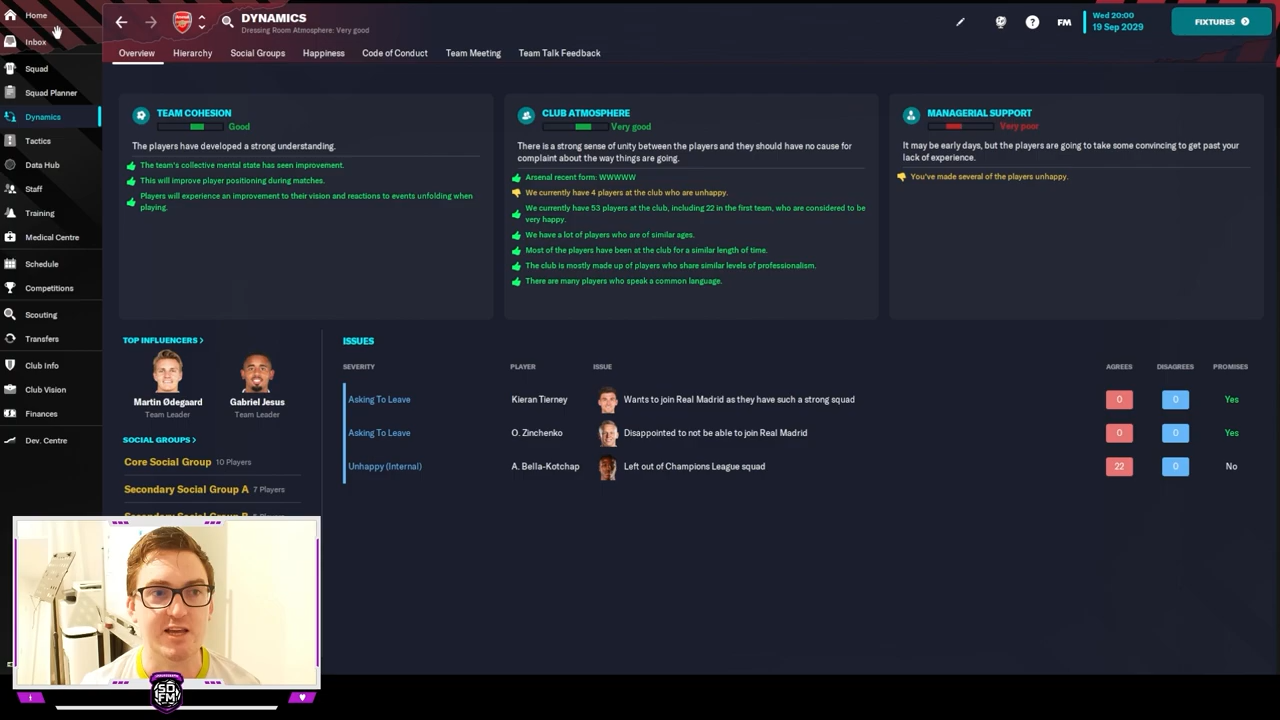 Home
Inbox
Squad
Squad Planner
Dynamics
Tactics
Data Hub
Staff
Training
Medical Centre
Schedule
Competitions
Scouting
Transfers
Club Info
Club Vision
Finances
Dev. Centre
DYNAMICS
Dressing Room Atmosphere: Very good
FM
Wed 20:00
19 Sep 2029
FIXTURES
Overview Hierarchy Social Groups Happiness Code of Conduct Team Meeting Team Talk Feedback
TEAM COHESION
Good
The players have developed a strong understanding.
The team's collective mental state has seen improvement.
This will improve player positioning during matches.
Players will experience an improvement to their vision and reactions to events unfolding when
playing.
CLUB ATMOSPHERE
Very good
There is a strong sense of unity between the players and they should have no cause for
complaint about the way things are going.
Arsenal recent form: WWWWW
We currently have 4 players at the club who are unhappy.
We currently have 53 players at the club, including 22 in the first team, who are considered to be
very happy.
We have a lot of players who are of similar ages.
Most of the players have been at the club for a similar length of time.
The club is mostly made up of players who share similar levels of professionalism.
There are many players who speak a common language.
MANAGERIAL SUPPORT
Very poor
It may be early days, but the players are going to take some convincing to get past your
lack of experience.
You've made several of the players unhappy.
TOP INFLUENCERS >
Martin Ødegaard
Team Leader
Gabriel Jesus
Team Leader
SOCIAL GROUPS >
Core Social Group 10 Players
Secondary Social Group A 7 Players
ISSUES
SEVERITY PLAYER ISSUE AGREES DISAGREES PROMISES
Asking To Leave Kieran Tierney Wants to join Real Madrid as they have such a strong squad 0 0 Yes
Asking To Leave O. Zinchenko Disappointed to not be able to join Real Madrid 0 0 Yes
Unhappy (Internal) A. Bella-Kotchap Left out of Champions League squad 22 0 No
SD
FM